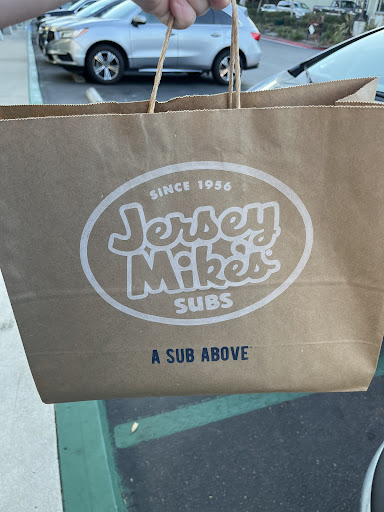 SINCE 1956
Jersey
Mike's
SUBS
A SUB ABOVE